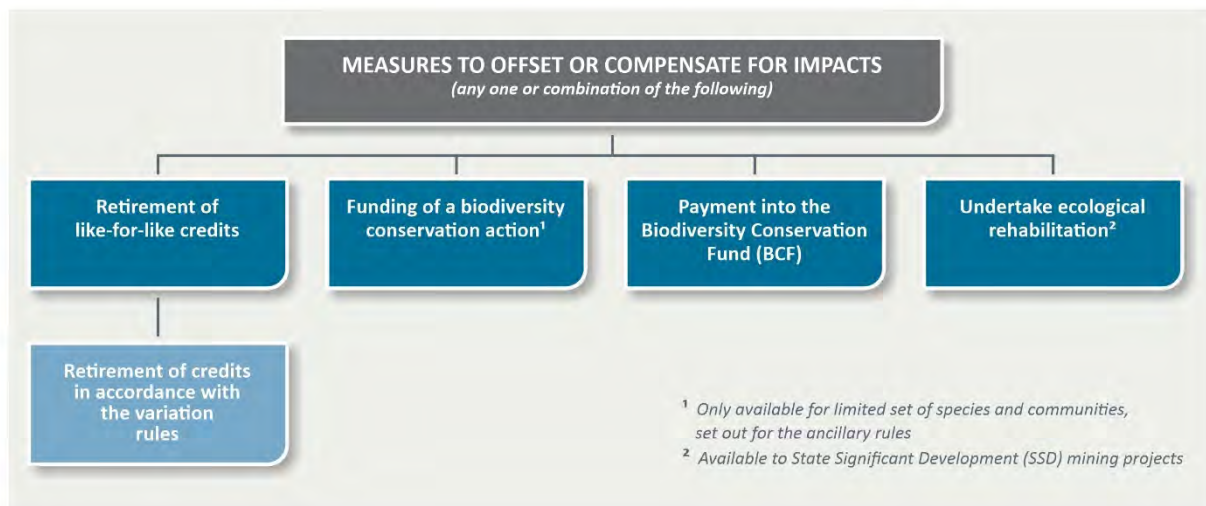 MEASURES TO OFFSET OR COMPENSATE FOR IMPACTS
(any one or combination of the following)
Retirement of
like-for-like credits
Funding of a biodiversity
conservation action¹
Payment into the
Biodiversity Conservation
Fund (BCF)
Undertake ecological
rehabilitation²
Retirement of credits
in accordance with
the variation
rules
¹ Only available for limited set of species and communities,
set out for the ancillary rules
² Available to State Significant Development (SSD) mining projects